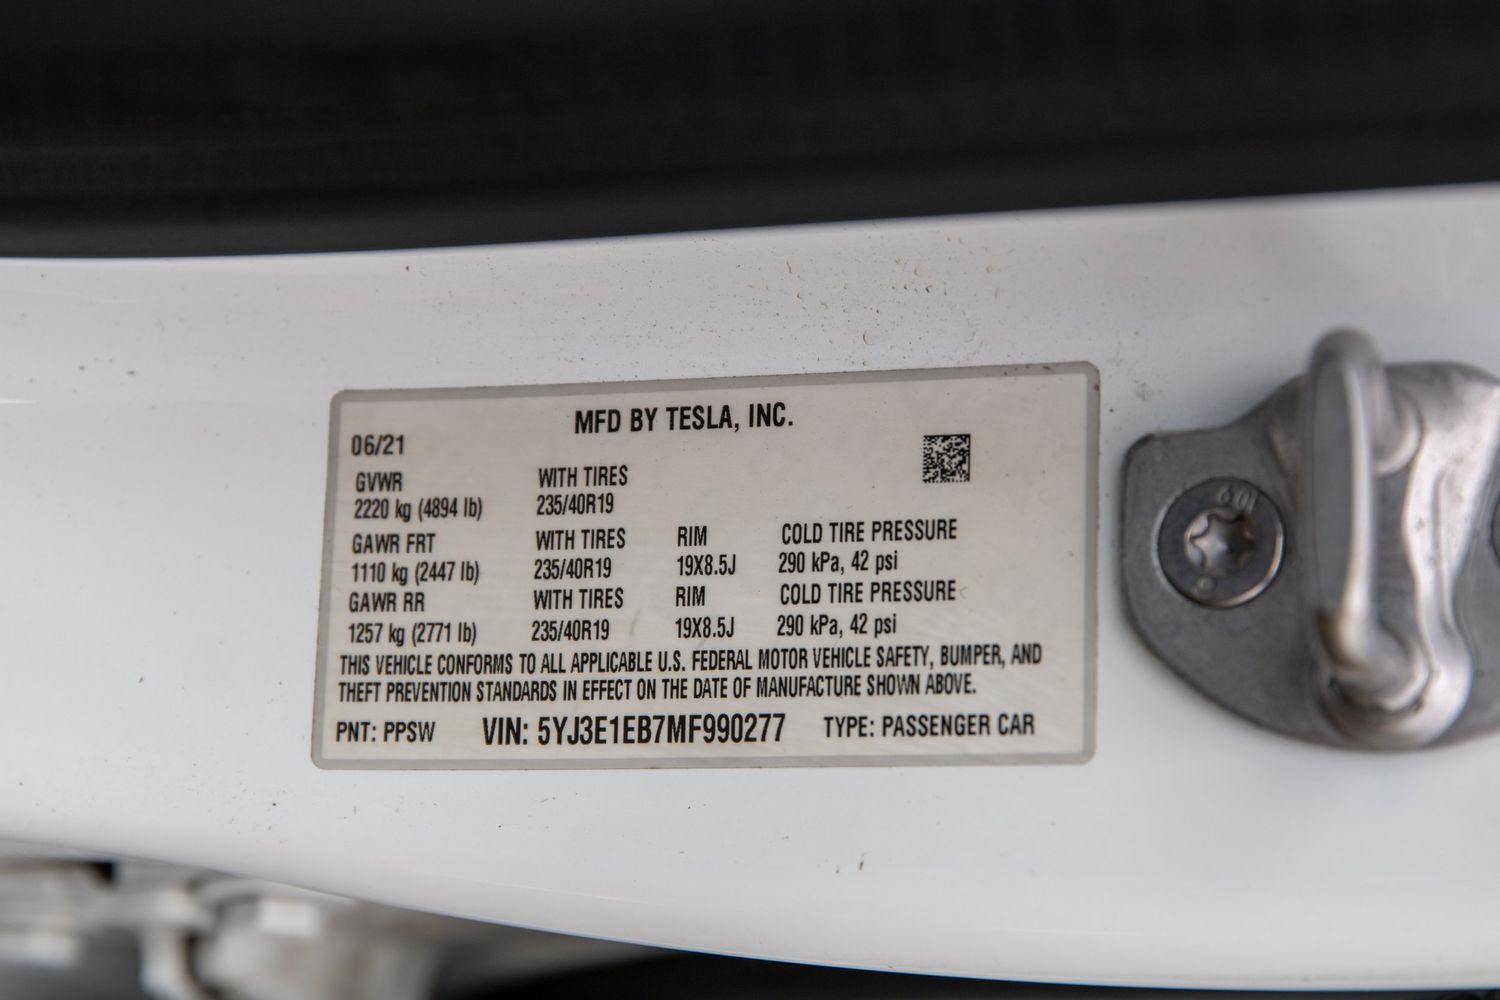 MFD BY TESLA, INC.
06/21
GVWR WITH TIRES
2220 kg (4894 lb) 235/40R19
GAWR FRT WITH TIRES RIM COLD TIRE PRESSURE
1110 kg (2447 lb) 235/40R19 19X8.5J 290 kPa, 42 psi
GAWR RR WITH TIRES RIM COLD TIRE PRESSURE
1257 kg (2771 lb) 235/40R19 19X8.5J 290 kPa, 42 psi
THIS VEHICLE CONFORMS TO ALL APPLICABLE U.S. FEDERAL MOTOR VEHICLE SAFETY, BUMPER, AND
THEFT PREVENTION STANDARDS IN EFFECT ON THE DATE OF MANUFACTURE SHOWN ABOVE.
PNT: PPSW VIN: 5YJ3E1EB7MF990277 TYPE: PASSENGER CAR